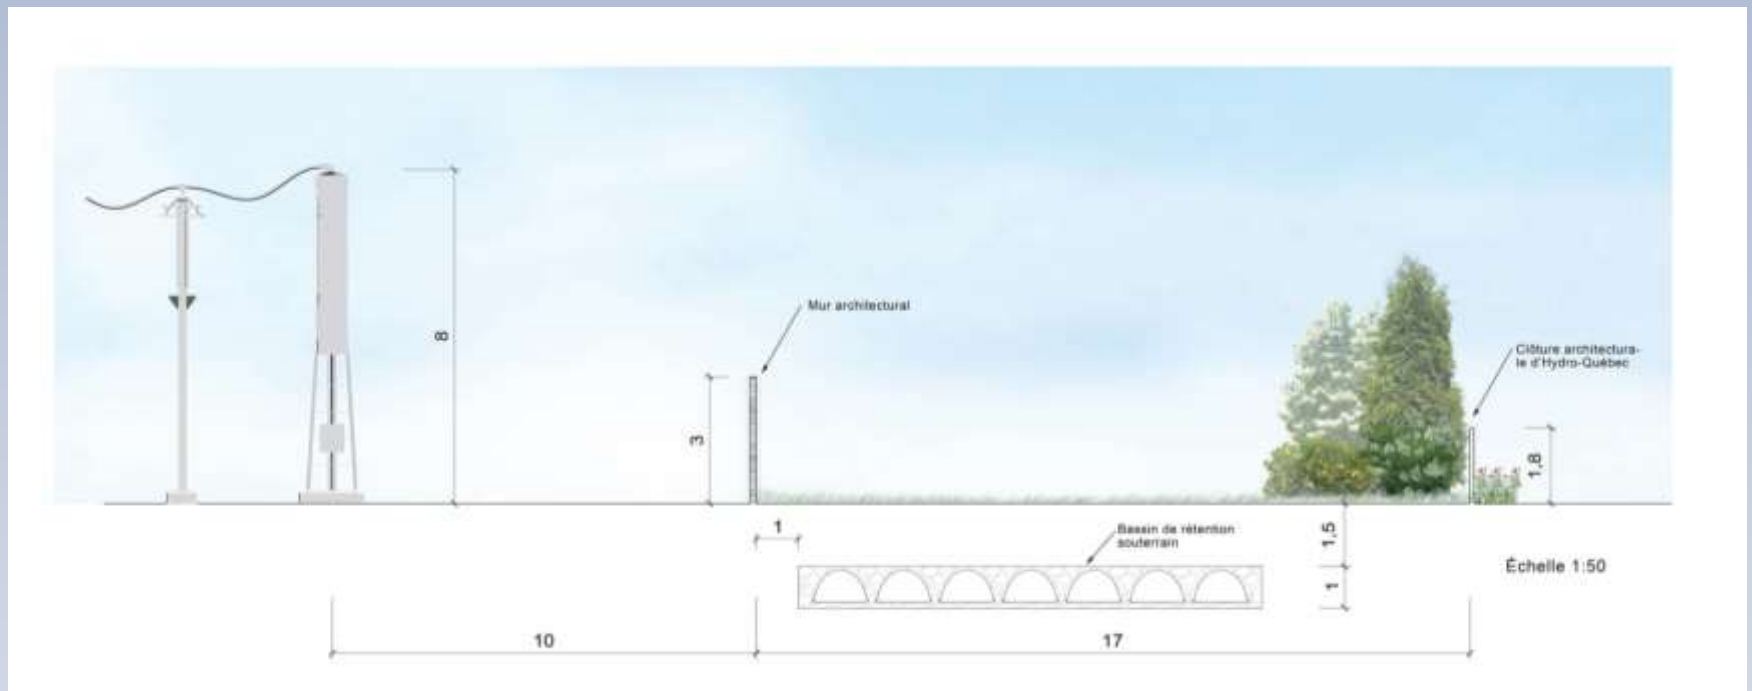 8
Mur architectural
3
Clôture architectura-
le d'Hydro-Québec
1,8
1
Bassin de rétention
souterrain
1,5
1
Échelle 1:50
10
17